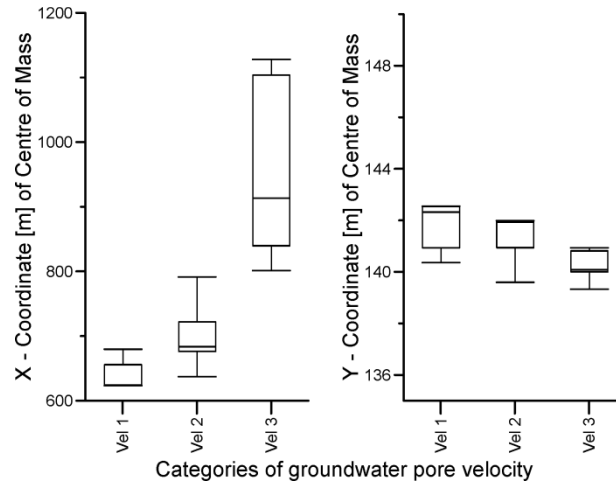 X - Coordinate [m] of Centre of Mass
1200
1000
800
600
Vel 1
Vel 2
Vel 3
Y - Coordinate [m] of Centre of Mass
148
144
140
136
Vel 1
Vel 2
Vel 3
Categories of groundwater pore velocity